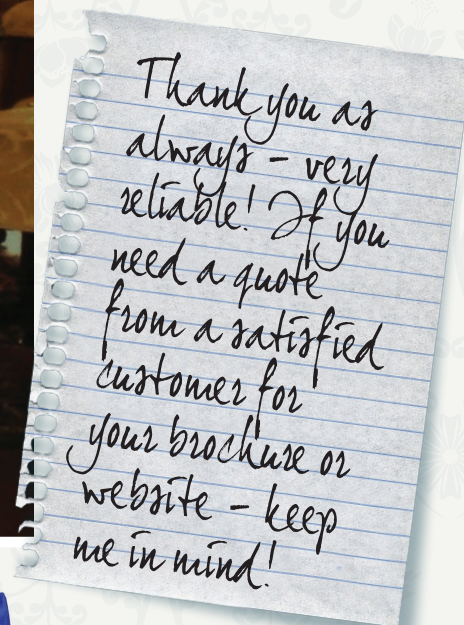 Thank you as
always – very
reliable! If you
need a quote
from a satisfied
customer for
your brochure or
website – keep
me in mind!